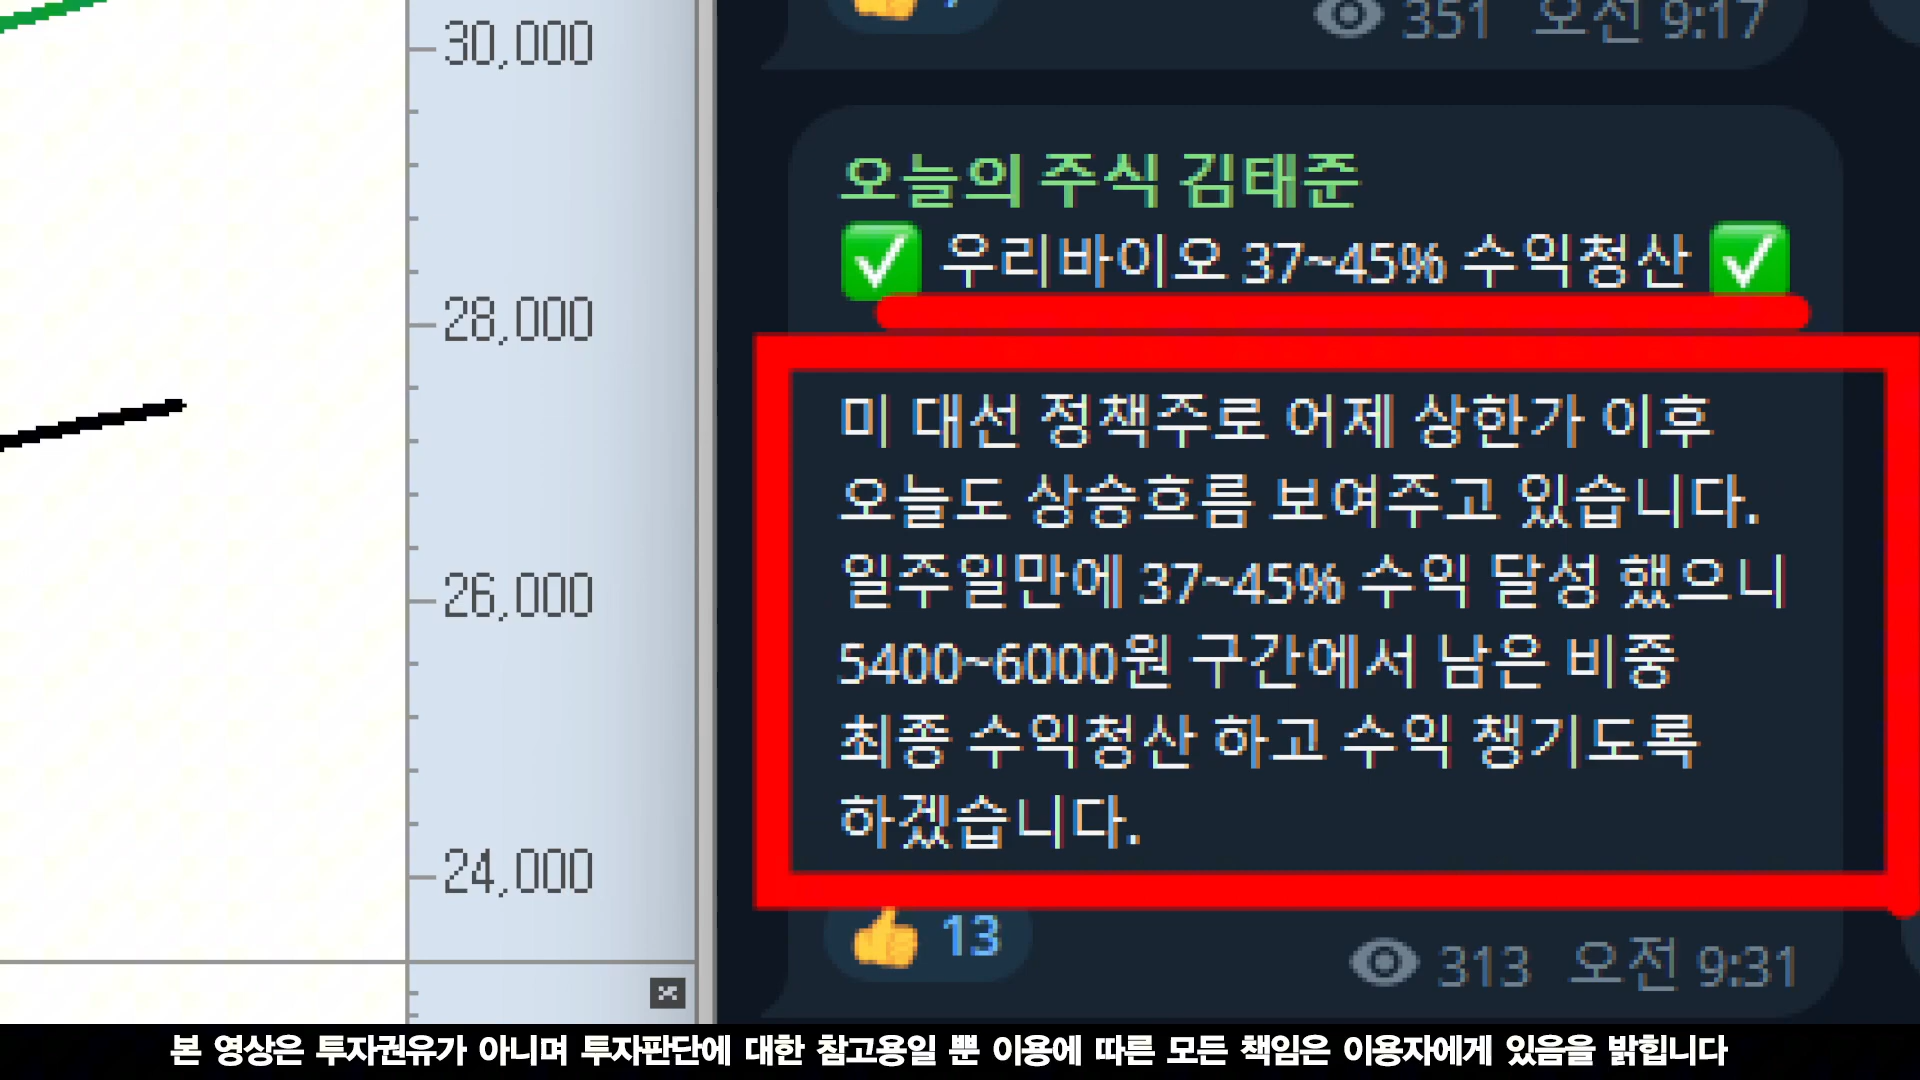 30,000
28,000
26,000
24,000
351 오전 9:17
오늘의 주식 김태준
✅ 우리바이오 37~45% 수익청산 ✅
미 대선 정책주로 어제 상한가 이후
오늘도 상승흐름 보여주고 있습니다.
일주일만에 37~45% 수익 달성 했으니
5400~6000원 구간에서 남은 비중
최종 수익청산 하고 수익 챙기도록
하겠습니다.
👍 13
313 오전 9:31
본 영상은 투자권유가 아니며 투자판단에 대한 참고용일 뿐 이용에 따른 모든 책임은 이용자에게 있음을 밝힙니다